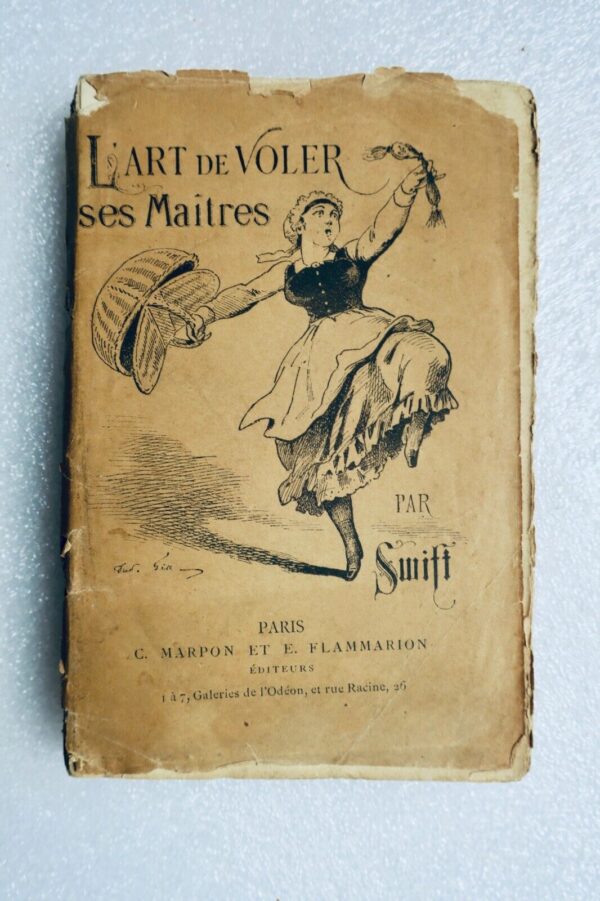 L'ART DE VOLER
ses Maîtres
PAR
Swift
PARIS
C. MARPON ET E. FLAMMARION
ÉDITEURS
1 à 7, Galeries de l'Odéon, et rue Racine, 26